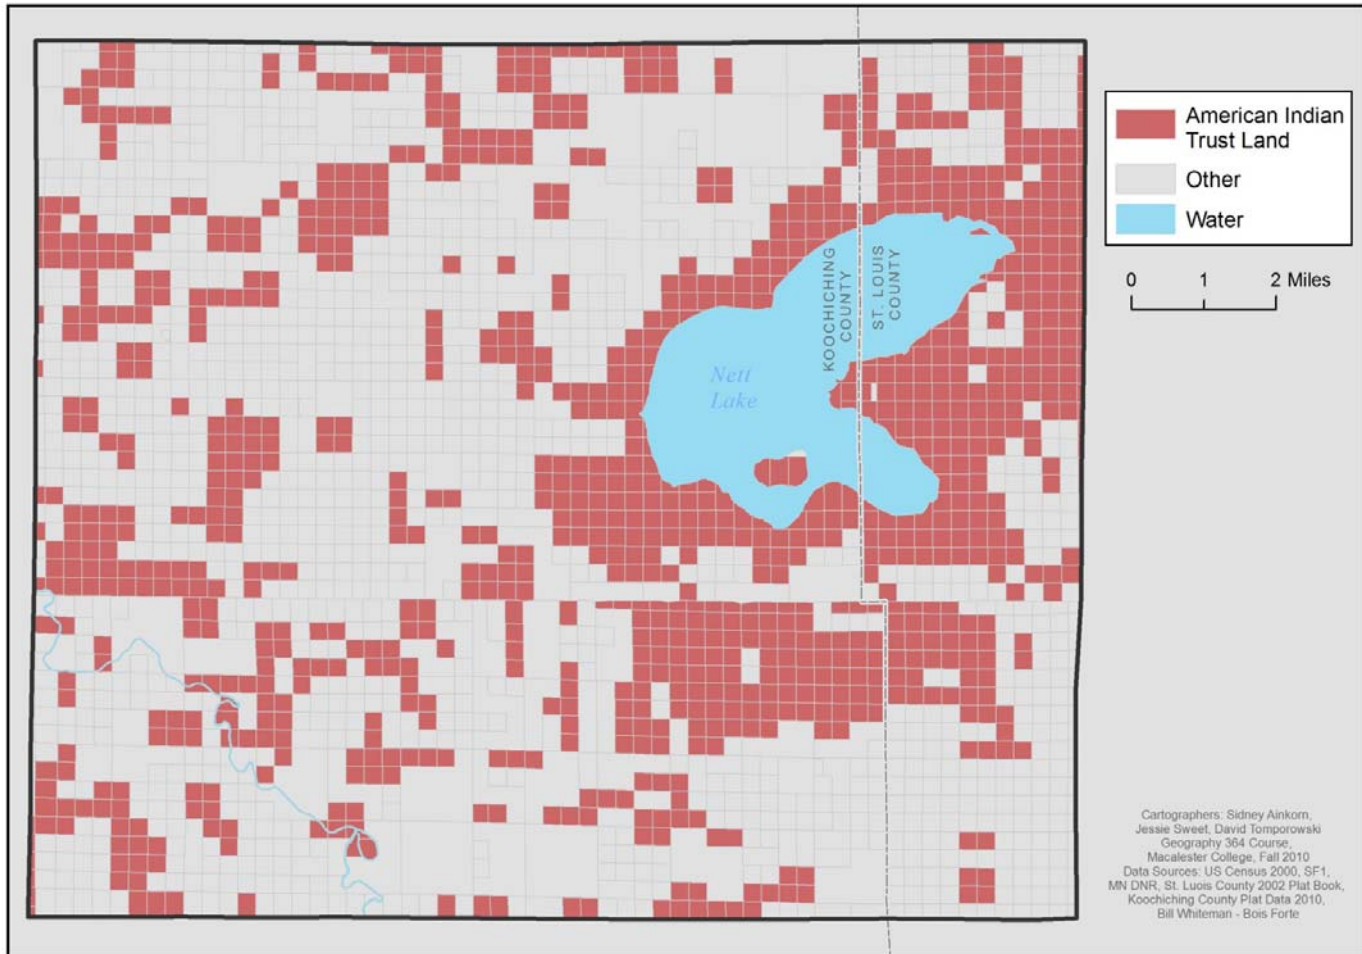 American Indian
Trust Land
Other
Water
0 1 2 Miles
KOOCHICHING
COUNTY
ST. LOUIS
COUNTY
Nett
Lake
Cartographers: Sidney Ainkorn,
Jessie Sweet, David Tomporowski
Geography 364 Course,
Macalester College, Fall 2010
Data Sources: US Census 2000, SF1,
MN DNR, St. Luois County 2002 Plat Book,
Koochiching County Plat Data 2010,
Bill Whiteman - Bois Forte